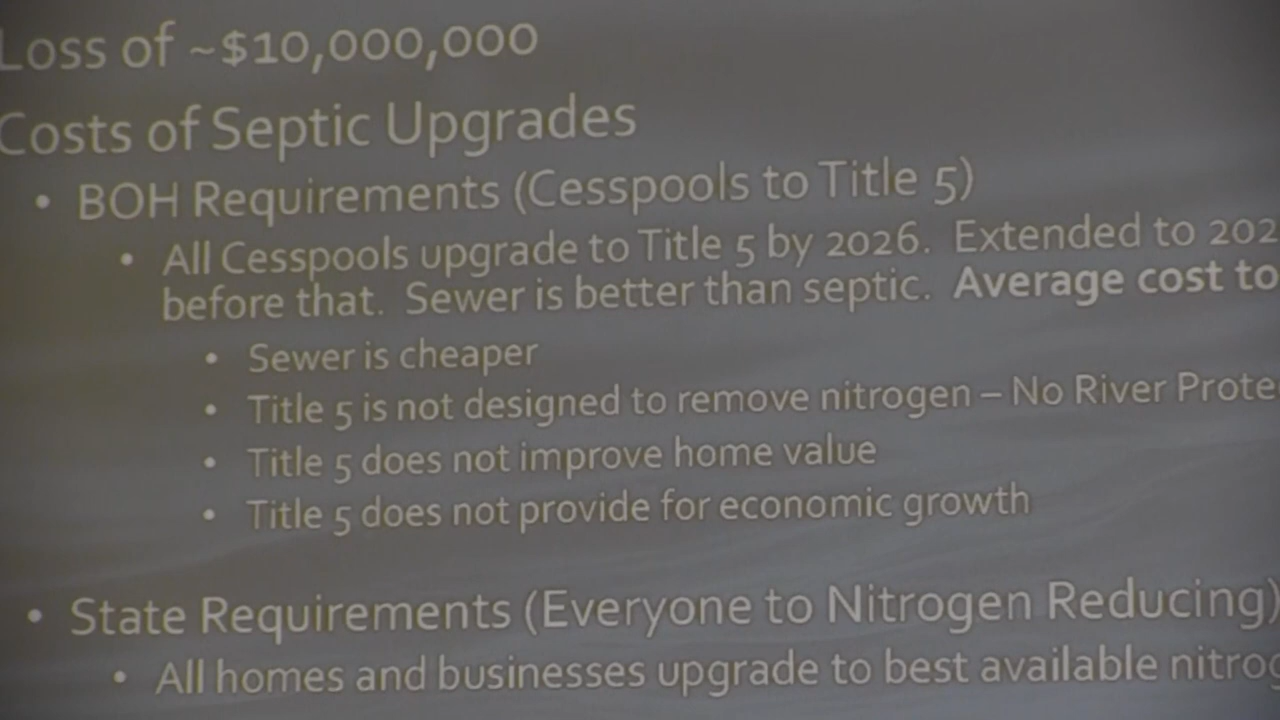 Loss of ~$10,000,000
Costs of Septic Upgrades
• BOH Requirements (Cesspools to Title 5)
• All Cesspools upgrade to Title 5 by 2026. Extended to 202
before that. Sewer is better than septic. Average cost to
• Sewer is cheaper
• Title 5 is not designed to remove nitrogen – No River Prote
• Title 5 does not improve home value
• Title 5 does not provide for economic growth
• State Requirements (Everyone to Nitrogen Reducing)
• All homes and businesses upgrade to best available nitrog